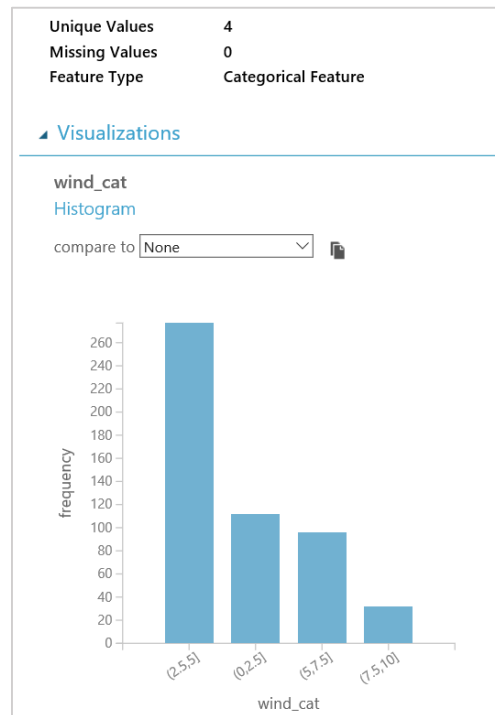 Unique Values 4
Missing Values 0
Feature Type Categorical Feature
Visualizations
wind_cat
Histogram
compare to None
260
240
220
200
180
160
140
120
100
80
60
40
20
0
frequency
(2.5,5] (0,2.5] (5,7.5] (7.5,10]
wind_cat